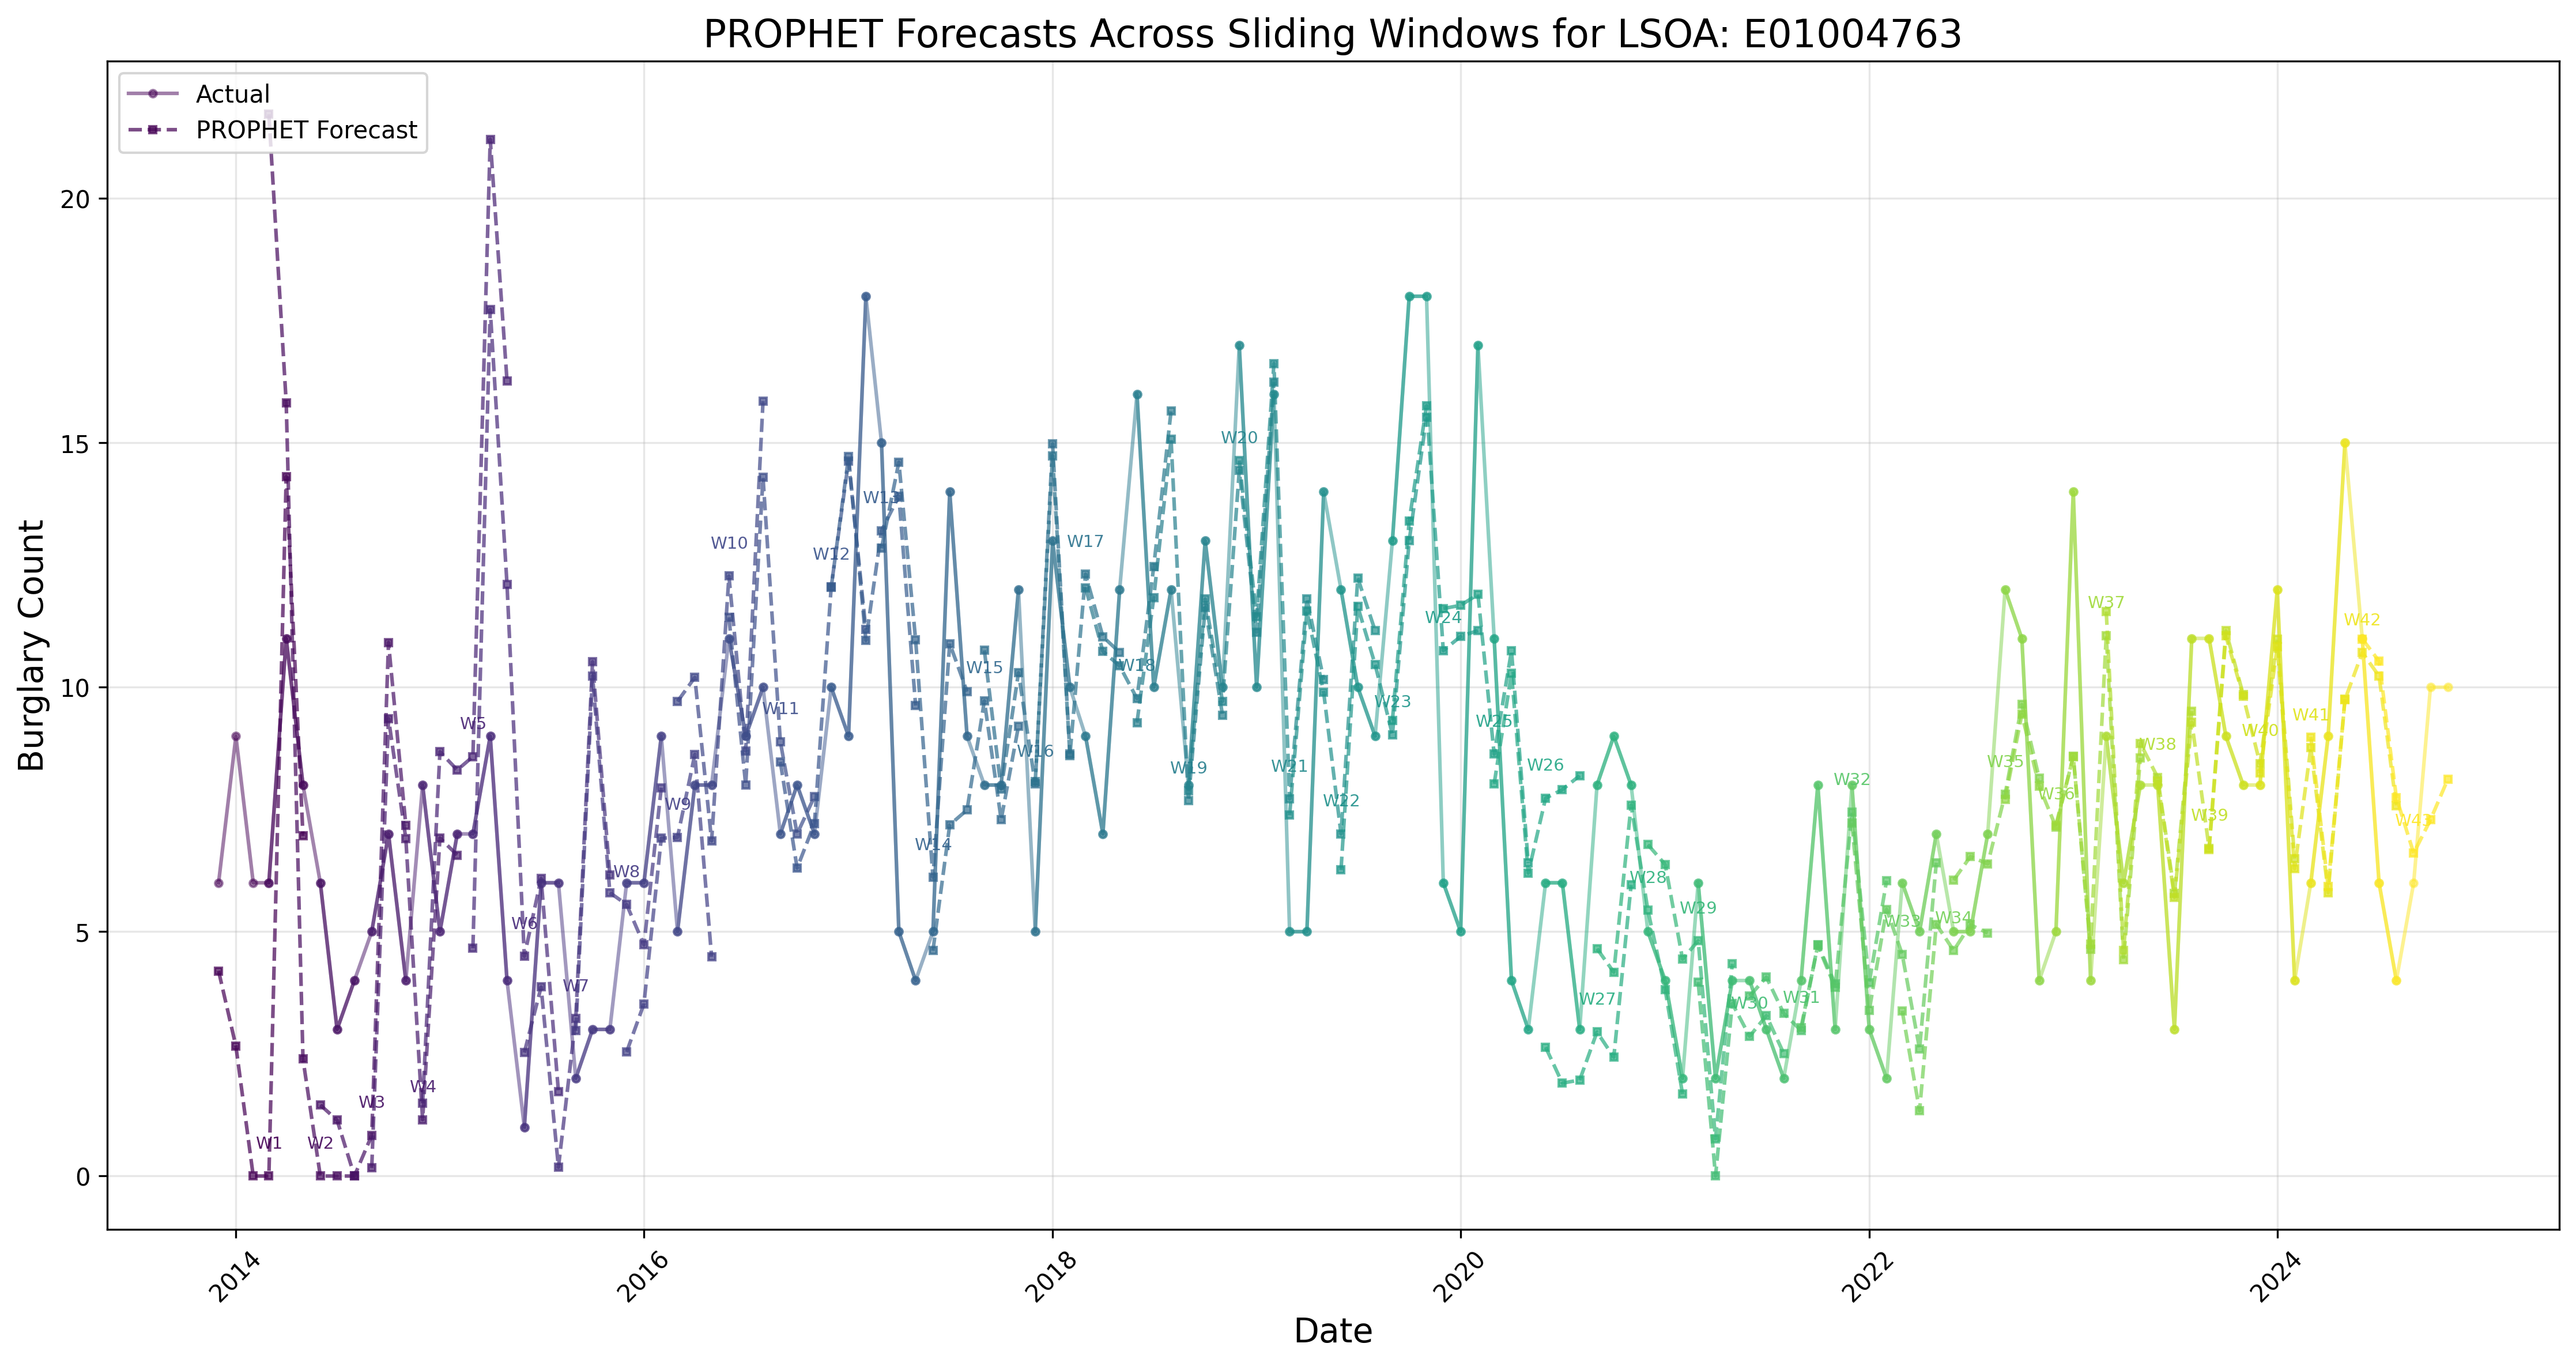 PROPHET Forecasts Across Sliding Windows for LSOA: E01004763
Actual
PROPHET Forecast
Burglary Count
20
15
10
5
0
W1
W2
W3
W4
W5
W6
W7
W8
W9
W10
W11
W12
W13
W14
W15
W16
W17
W18
W19
W20
W21
W22
W23
W24
W25
W26
W27
W28
W29
W30
W31
W32
W33
W34
W35
W36
W37
W38
W39
W40
W41
W42
W43
2014
2016
2018
2020
2022
2024
Date